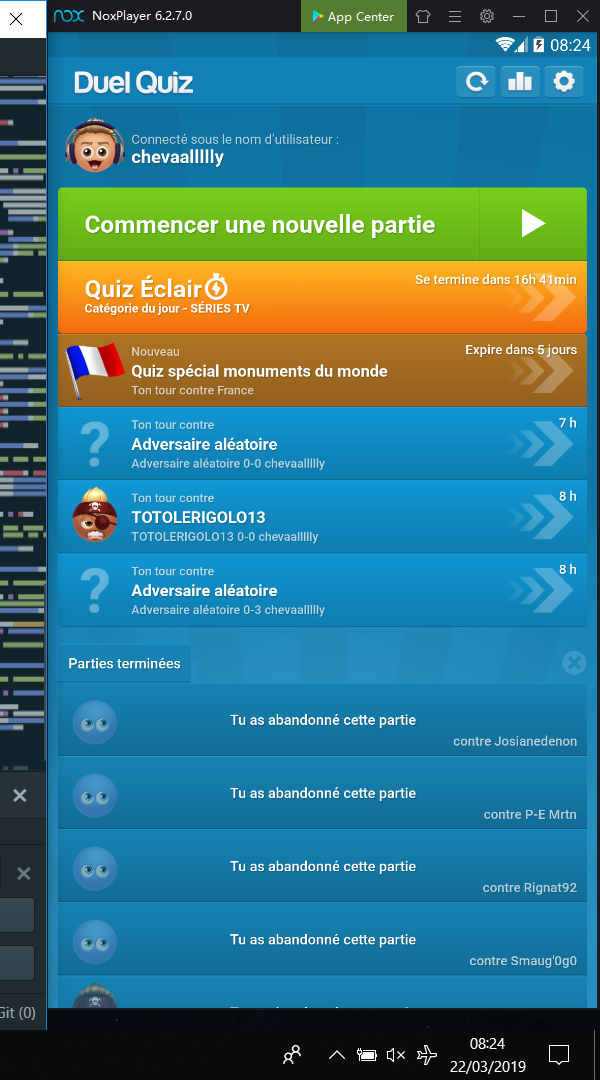 nox NoxPlayer 6.2.7.0
App Center
08:24
Duel Quiz
Connecté sous le nom d'utilisateur :
chevaallllly
Commencer une nouvelle partie
Se termine dans 16h 41min
Quiz Éclair
Catégorie du jour - SÉRIES TV
Nouveau
Expire dans 5 jours
Quiz spécial monuments du monde
Ton tour contre France
Ton tour contre
7 h
Adversaire aléatoire
Adversaire aléatoire 0-0 chevaallllly
Ton tour contre
8 h
TOTOLERIGOLO13
TOTOLERIGOLO13 0-0 chevaallllly
Ton tour contre
8 h
Adversaire aléatoire
Adversaire aléatoire 0-3 chevaallllly
Parties terminées
Tu as abandonné cette partie
contre Josianedenon
Tu as abandonné cette partie
contre P-E Mrtn
Tu as abandonné cette partie
contre Rignat92
Tu as abandonné cette partie
contre Smaug'0g0
Git (0)
08:24
22/03/2019